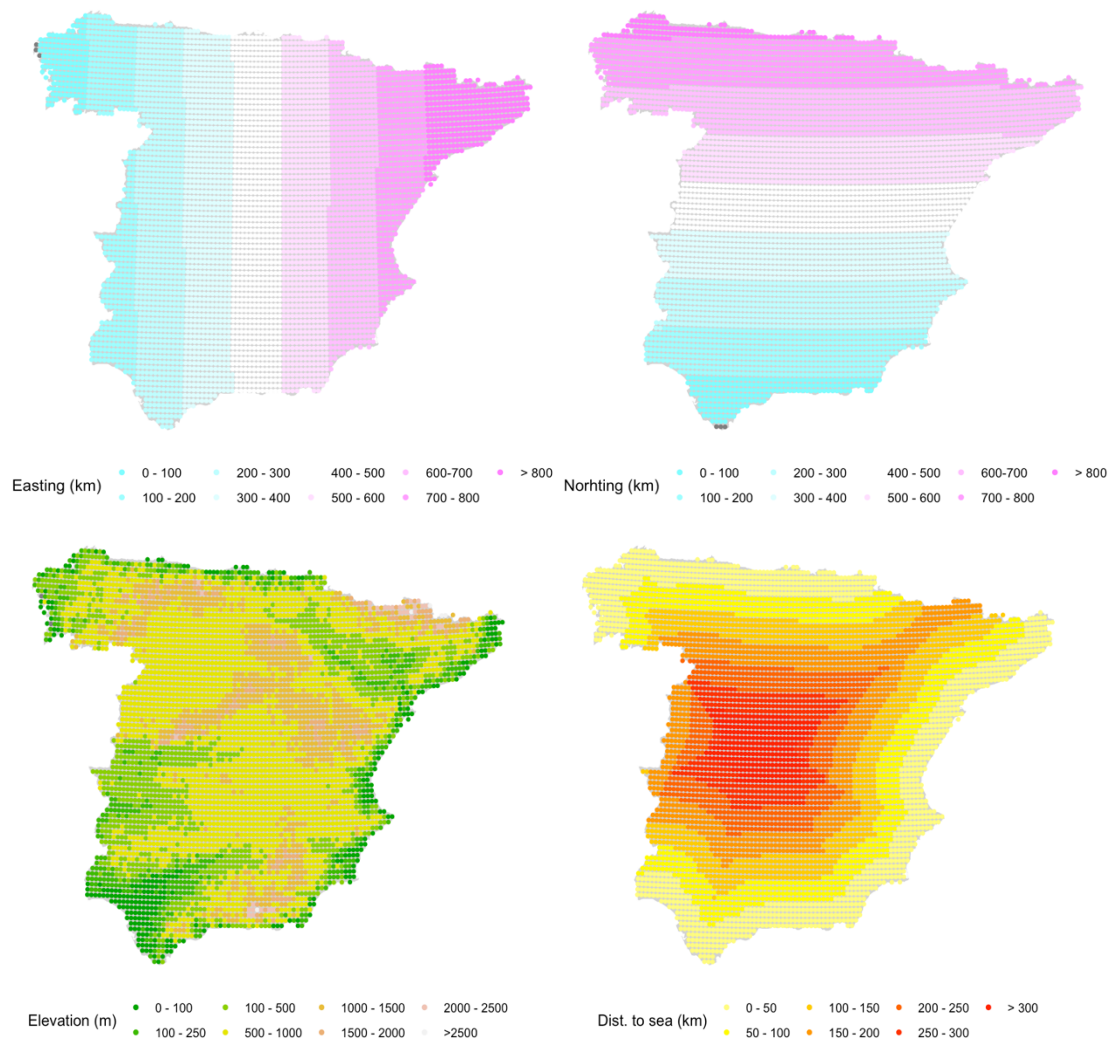 Easting (km)
0 - 100 200 - 300 400 - 500 600-700 > 800
100 - 200 300 - 400 500 - 600 700 - 800
Norhting (km)
0 - 100 200 - 300 400 - 500 600-700 > 800
100 - 200 300 - 400 500 - 600 700 - 800
Elevation (m)
0 - 100 100 - 500 1000 - 1500 2000 - 2500
100 - 250 500 - 1000 1500 - 2000 >2500
Dist. to sea (km)
0 - 50 100 - 150 200 - 250 > 300
50 - 100 150 - 200 250 - 300